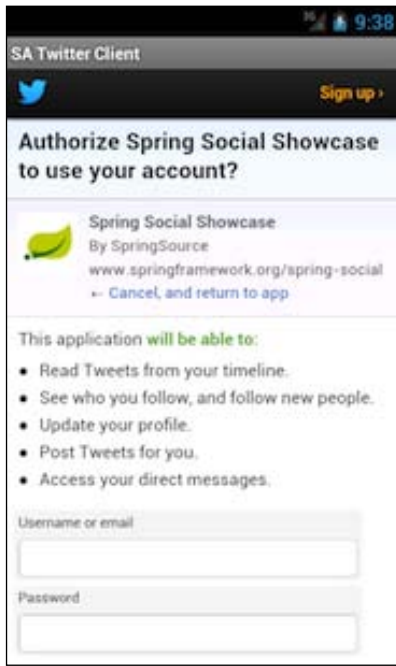 9:38
SA Twitter Client
Sign up ›
Authorize Spring Social Showcase
to use your account?
Spring Social Showcase
By SpringSource
www.springframework.org/spring-social
← Cancel, and return to app
This application will be able to:
• Read Tweets from your timeline.
• See who you follow, and follow new people.
• Update your profile.
• Post Tweets for you.
• Access your direct messages.
Username or email
Password